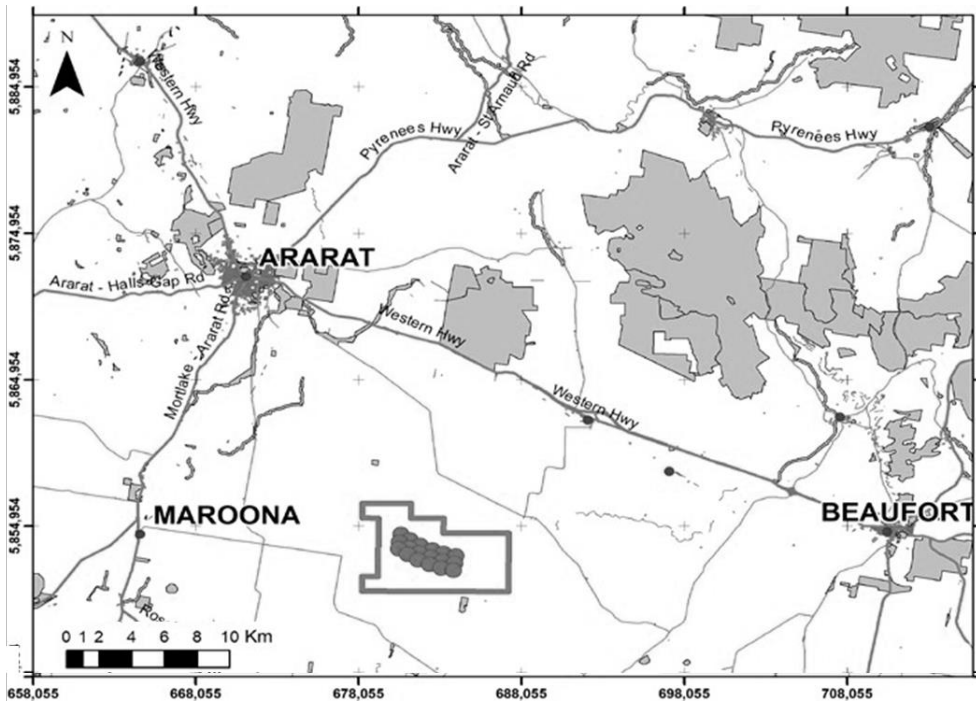 N
5,884,954
5,874,954
5,864,954
5,854,954
Western Hwy
Pyrenees Hwy
Ararat - St Arnaud Rd
Pyrenees Hwy
ARARAT
Ararat - Halls Gap Rd
Mortlake - Ararat Rd
Western Hwy
Western Hwy
MAROONA
BEAUFORT
Ros
0 1 2 4 6 8 10 Km
658,055 668,055 678,055 688,055 698,055 708,055